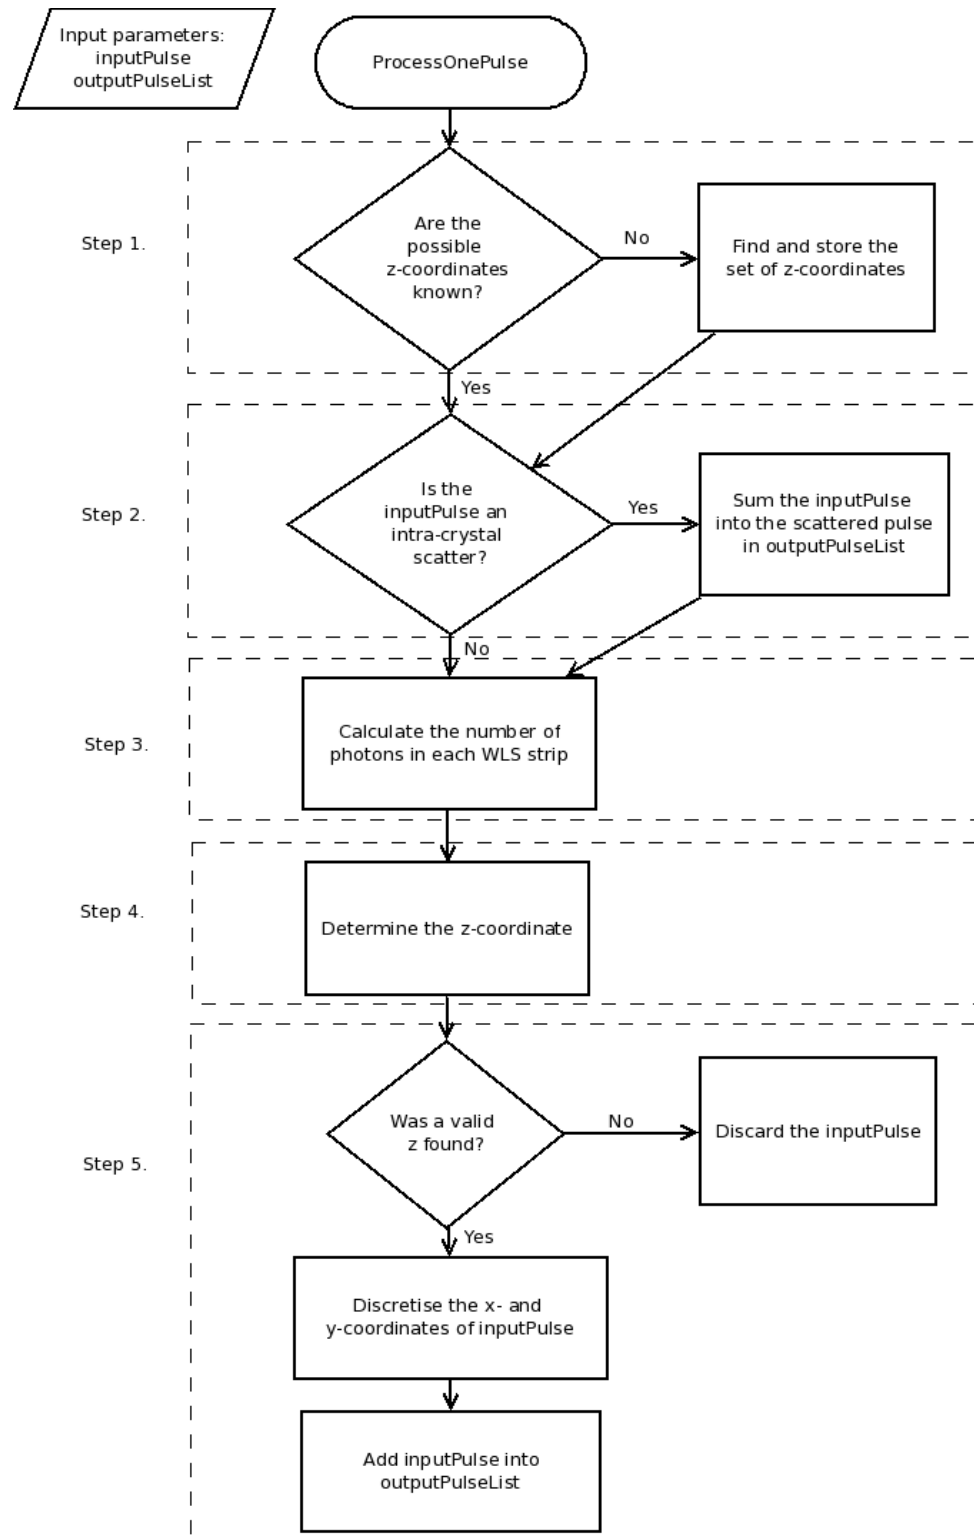 Input parameters:
inputPulse
outputPulseList
ProcessOnePulse
Step 1.
Are the
possible
z-coordinates
known?
No
Find and store the
set of z-coordinates
Yes
Step 2.
Is the
inputPulse an
intra-crystal
scatter?
Yes
Sum the inputPulse
into the scattered pulse
in outputPulseList
No
Step 3.
Calculate the number of
photons in each WLS strip
Step 4.
Determine the z-coordinate
Step 5.
Was a valid
z found?
No
Discard the inputPulse
Yes
Discretise the x- and
y-coordinates of inputPulse
Add inputPulse into
outputPulseList